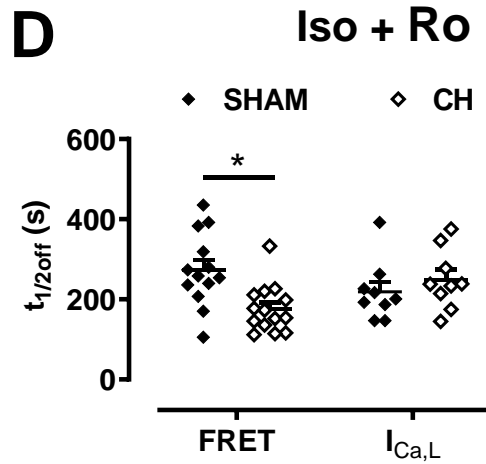 D
Iso + Ro
SHAM CH
*
t1/2off (s)
600
400
200
0
FRET ICa,L